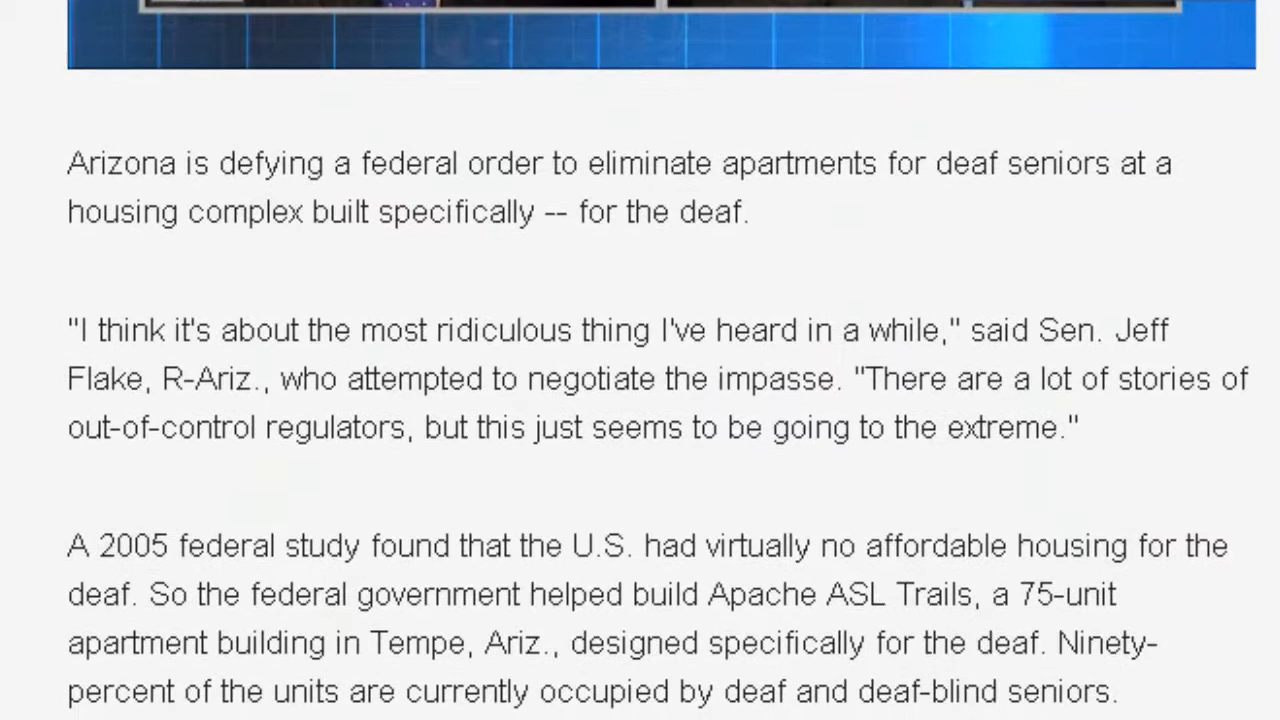 Arizona is defying a federal order to eliminate apartments for deaf seniors at a
housing complex built specifically -- for the deaf.
"I think it's about the most ridiculous thing I've heard in a while," said Sen. Jeff
Flake, R-Ariz., who attempted to negotiate the impasse. "There are a lot of stories of
out-of-control regulators, but this just seems to be going to the extreme."
A 2005 federal study found that the U.S. had virtually no affordable housing for the
deaf. So the federal government helped build Apache ASL Trails, a 75-unit
apartment building in Tempe, Ariz., designed specifically for the deaf. Ninety-
percent of the units are currently occupied by deaf and deaf-blind seniors.